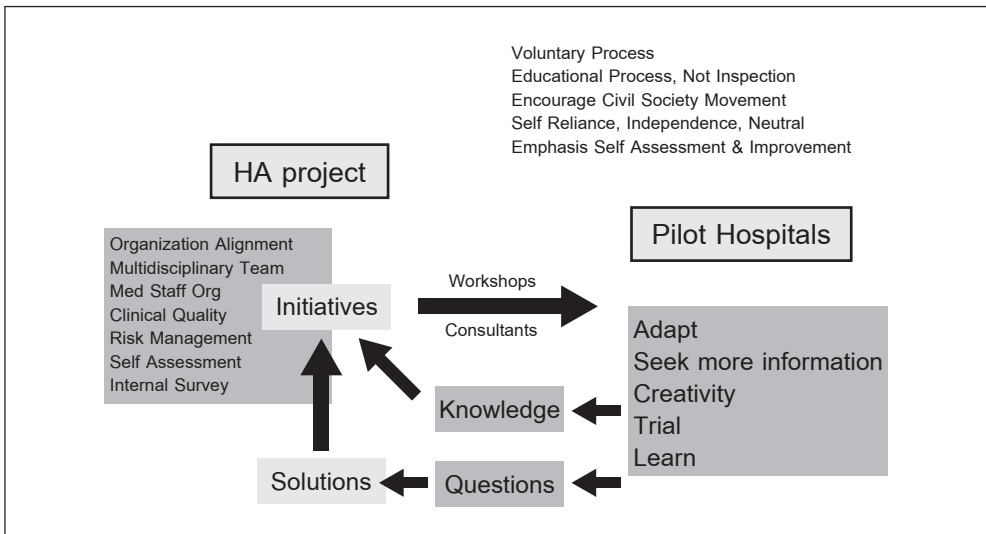 Voluntary Process
Educational Process, Not Inspection
Encourage Civil Society Movement
Self Reliance, Independence, Neutral
Emphasis Self Assessment & Improvement
HA project
Pilot Hospitals
Organization Alignment
Multidisciplinary Team
Med Staff Org
Clinical Quality
Risk Management
Self Assessment
Internal Survey
Initiatives
Workshops
Consultants
Adapt
Seek more information
Creativity
Trial
Learn
Knowledge
Solutions
Questions